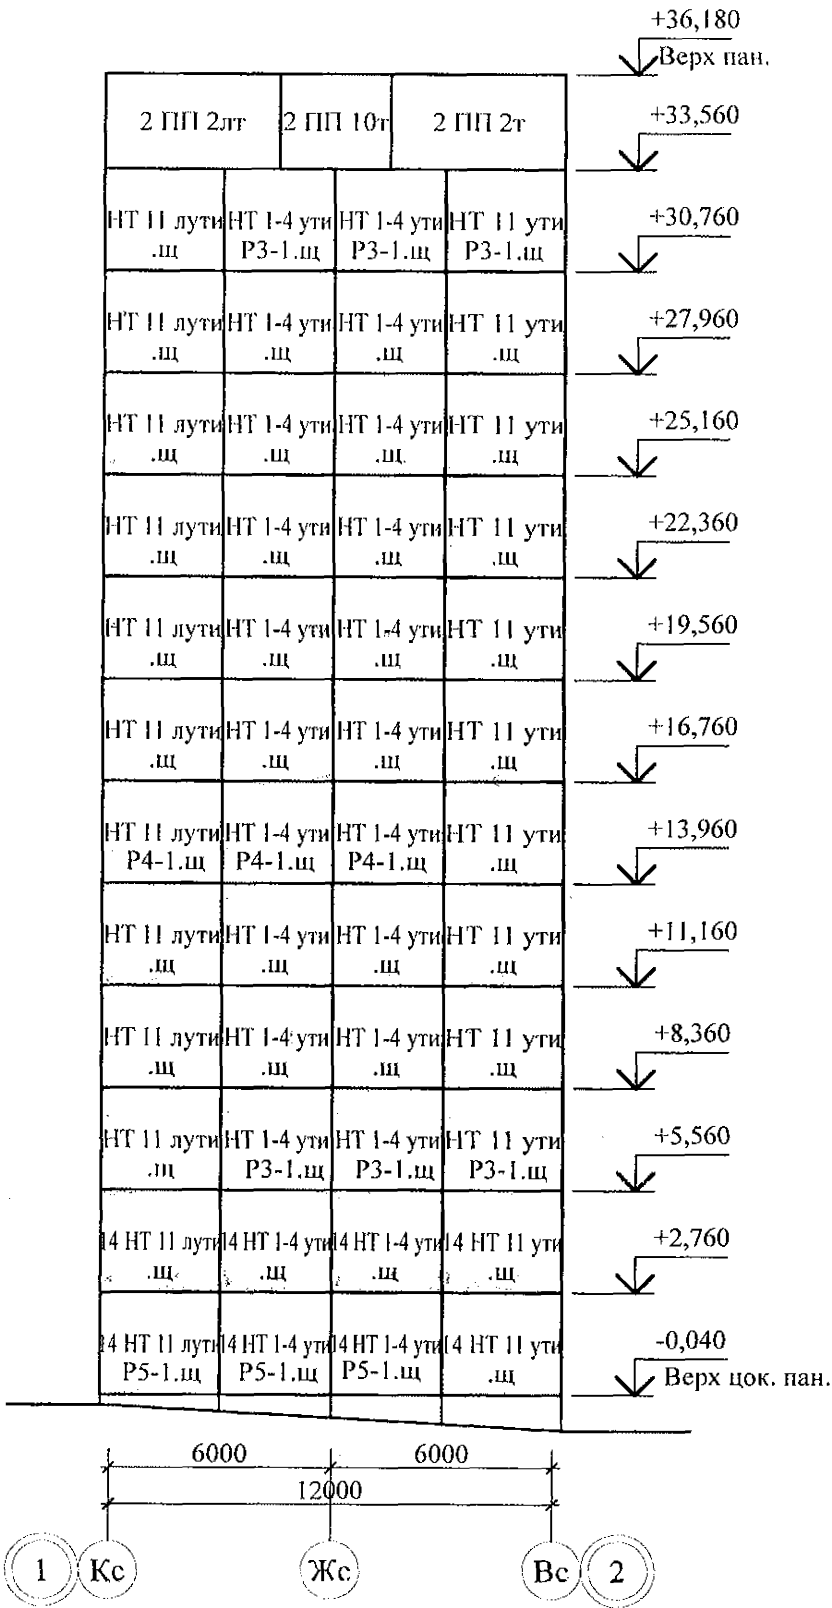 +36,180
Верх пан.
2 ПП 2лт 2 ПП 10т 2 ПП 2т
+33,560
НТ 11 лути НТ 1-4 ути НТ 1-4 ути НТ 11 ути
.щ Р3-1.щ Р3-1.щ Р3-1.щ
+30,760
НТ 11 лути НТ 1-4 ути НТ 1-4 ути НТ 11 ути
.щ .щ .щ .щ
+27,960
НТ 11 лути НТ 1-4 ути НТ 1-4 ути НТ 11 ути
.щ .щ .щ .щ
+25,160
НТ 11 лути НТ 1-4 ути НТ 1-4 ути НТ 11 ути
.щ .щ .щ .щ
+22,360
НТ 11 лути НТ 1-4 ути НТ 1-4 ути НТ 11 ути
.щ .щ .щ .щ
+19,560
НТ 11 лути НТ 1-4 ути НТ 1-4 ути НТ 11 ути
.щ .щ .щ .щ
+16,760
НТ 11 лути НТ 1-4 ути НТ 1-4 ути НТ 11 ути
Р4-1.щ Р4-1.щ Р4-1.щ .щ
+13,960
НТ 11 лути НТ 1-4 ути НТ 1-4 ути НТ 11 ути
.щ .щ .щ .щ
+11,160
НТ 11 лути НТ 1-4 ути НТ 1-4 ути НТ 11 ути
.щ .щ .щ .щ
+8,360
НТ 11 лути НТ 1-4 ути НТ 1-4 ути НТ 11 ути
.щ Р3-1.щ Р3-1.щ Р3-1.щ
+5,560
14 НТ 11 лути 14 НТ 1-4 ути 14 НТ 1-4 ути 14 НТ 11 ути
.щ .щ .щ .щ
+2,760
14 НТ 11 лути 14 НТ 1-4 ути 14 НТ 1-4 ути 14 НТ 11 ути
Р5-1.щ Р5-1.щ Р5-1.щ .щ
-0,040
Верх цок. пан.
6000 6000
12000
1 Кс Жс Вс 2